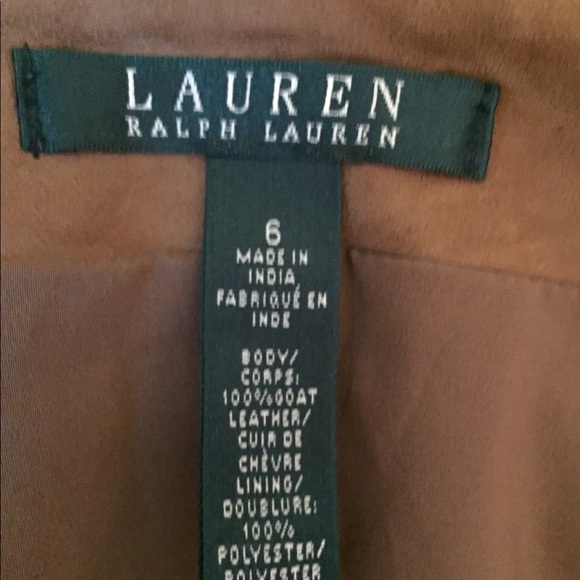 LAUREN
RALPH LAUREN
6
MADE IN
INDIA
FABRIQUÉ EN
INDE
BODY/
CORPS:
100%GOAT
LEATHER/
CUIR DE
CHÈVRE
LINING/
DOUBLURE:
100%
POLYESTER/
POLYESTER